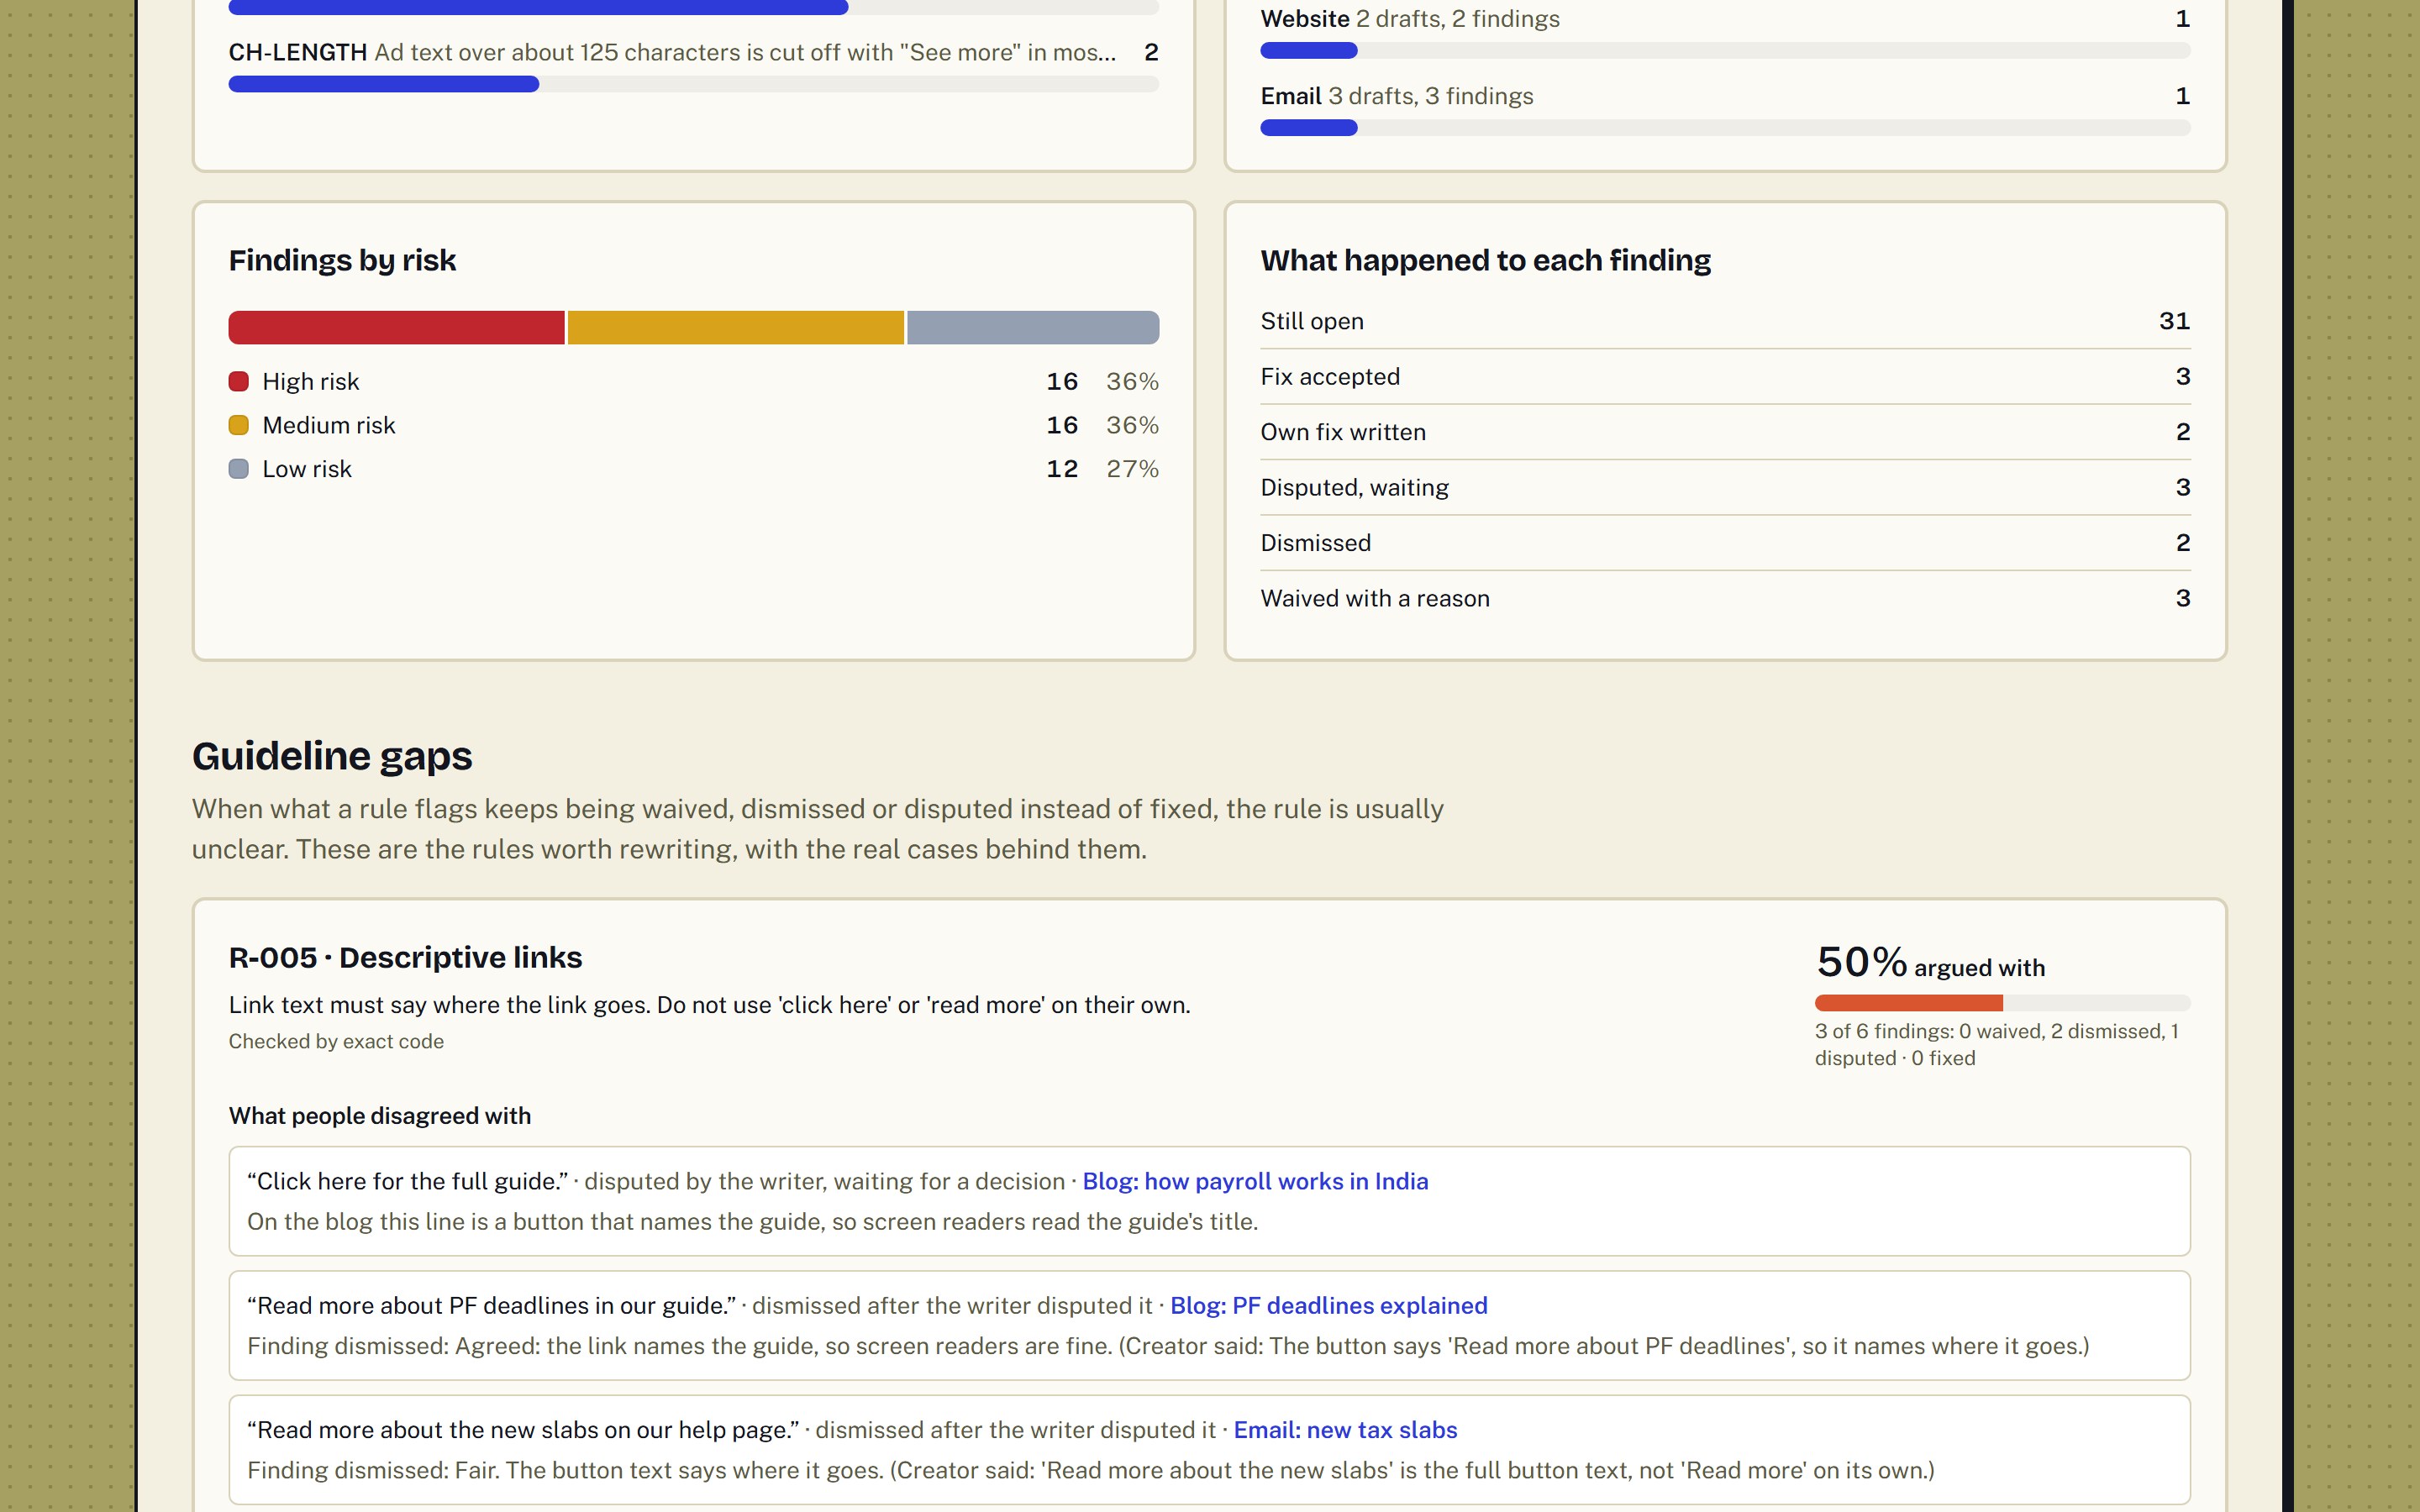 CH-LENGTH Ad text over about 125 characters is cut off with "See more" in mos... 2
Website 2 drafts, 2 findings 1
Email 3 drafts, 3 findings 1
Findings by risk
High risk 16 36%
Medium risk 16 36%
Low risk 12 27%
What happened to each finding
Still open 31
Fix accepted 3
Own fix written 2
Disputed, waiting 3
Dismissed 2
Waived with a reason 3
Guideline gaps
When what a rule flags keeps being waived, dismissed or disputed instead of fixed, the rule is usually
unclear. These are the rules worth rewriting, with the real cases behind them.
R-005 · Descriptive links
Link text must say where the link goes. Do not use 'click here' or 'read more' on their own.
Checked by exact code
50% argued with
3 of 6 findings: 0 waived, 2 dismissed, 1
disputed · 0 fixed
What people disagreed with
“Click here for the full guide.” · disputed by the writer, waiting for a decision · Blog: how payroll works in India
On the blog this line is a button that names the guide, so screen readers read the guide's title.
“Read more about PF deadlines in our guide.” · dismissed after the writer disputed it · Blog: PF deadlines explained
Finding dismissed: Agreed: the link names the guide, so screen readers are fine. (Creator said: The button says 'Read more about PF deadlines', so it names where it goes.)
“Read more about the new slabs on our help page.” · dismissed after the writer disputed it · Email: new tax slabs
Finding dismissed: Fair. The button text says where it goes. (Creator said: 'Read more about the new slabs' is the full button text, not 'Read more' on its own.)